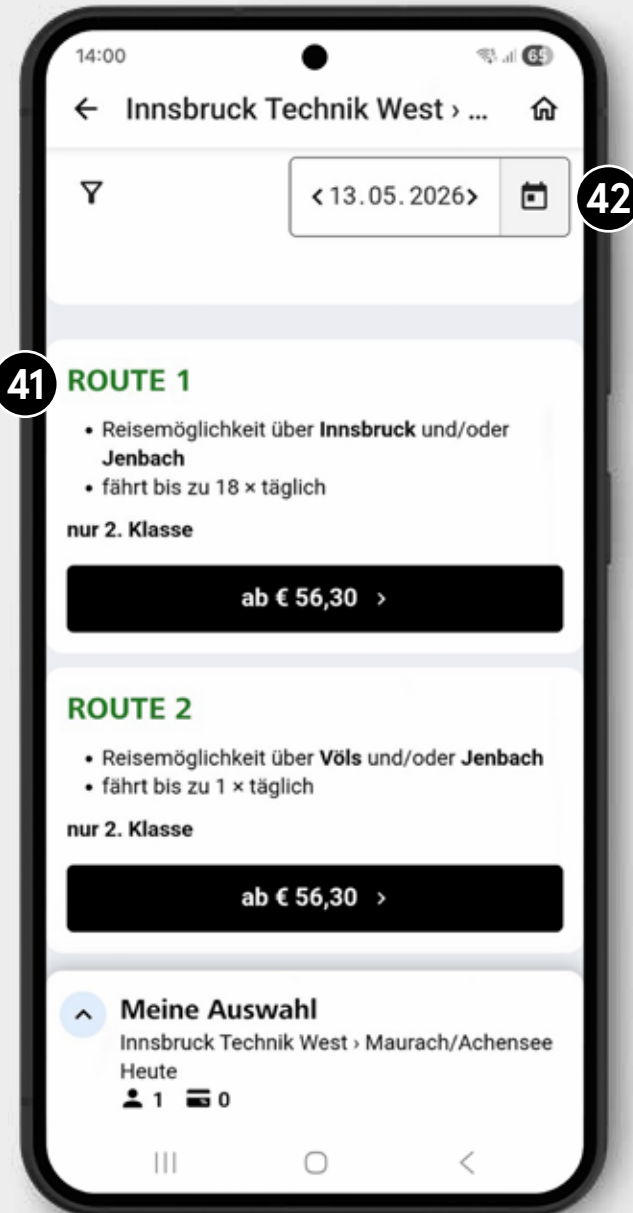 14:00 65
Innsbruck Technik West › ...
‹ 13.05.2026 ›
42
41
ROUTE 1
• Reisemöglichkeit über Innsbruck und/oder
Jenbach
• fährt bis zu 18 × täglich
nur 2. Klasse
ab € 56,30 ›
ROUTE 2
• Reisemöglichkeit über Völs und/oder Jenbach
• fährt bis zu 1 × täglich
nur 2. Klasse
ab € 56,30 ›
Meine Auswahl
Innsbruck Technik West › Maurach/Achensee
Heute
1 0